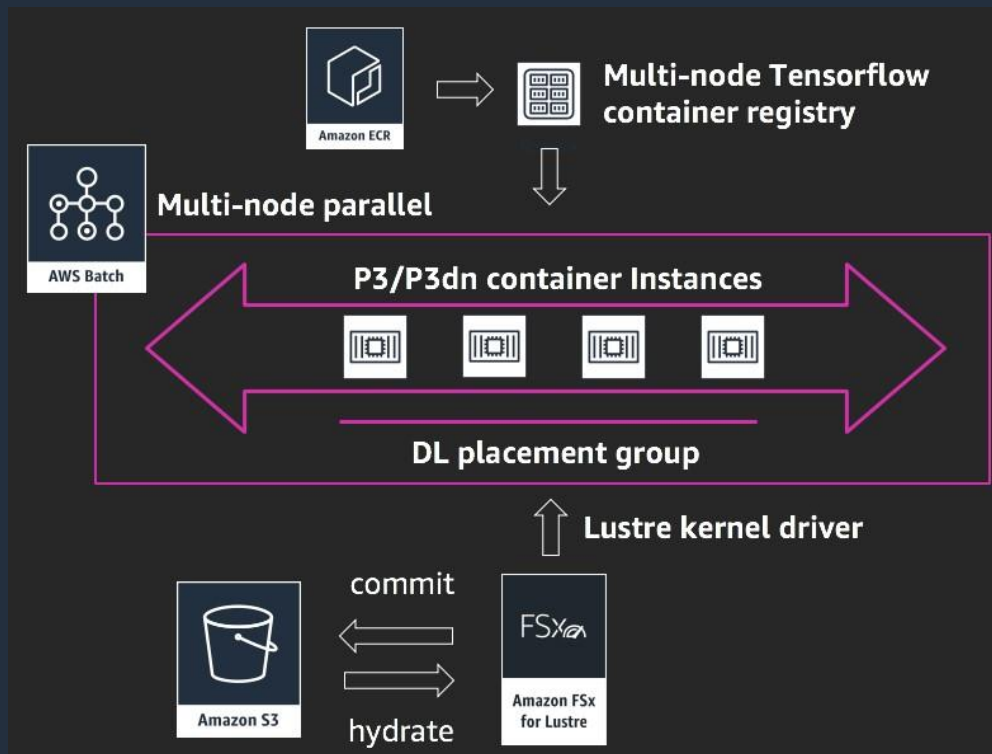 Amazon ECR
Multi-node Tensorflow
container registry
AWS Batch
Multi-node parallel
P3/P3dn container Instances
DL placement group
Lustre kernel driver
commit
hydrate
Amazon S3
FSx
Amazon FSx
for Lustre